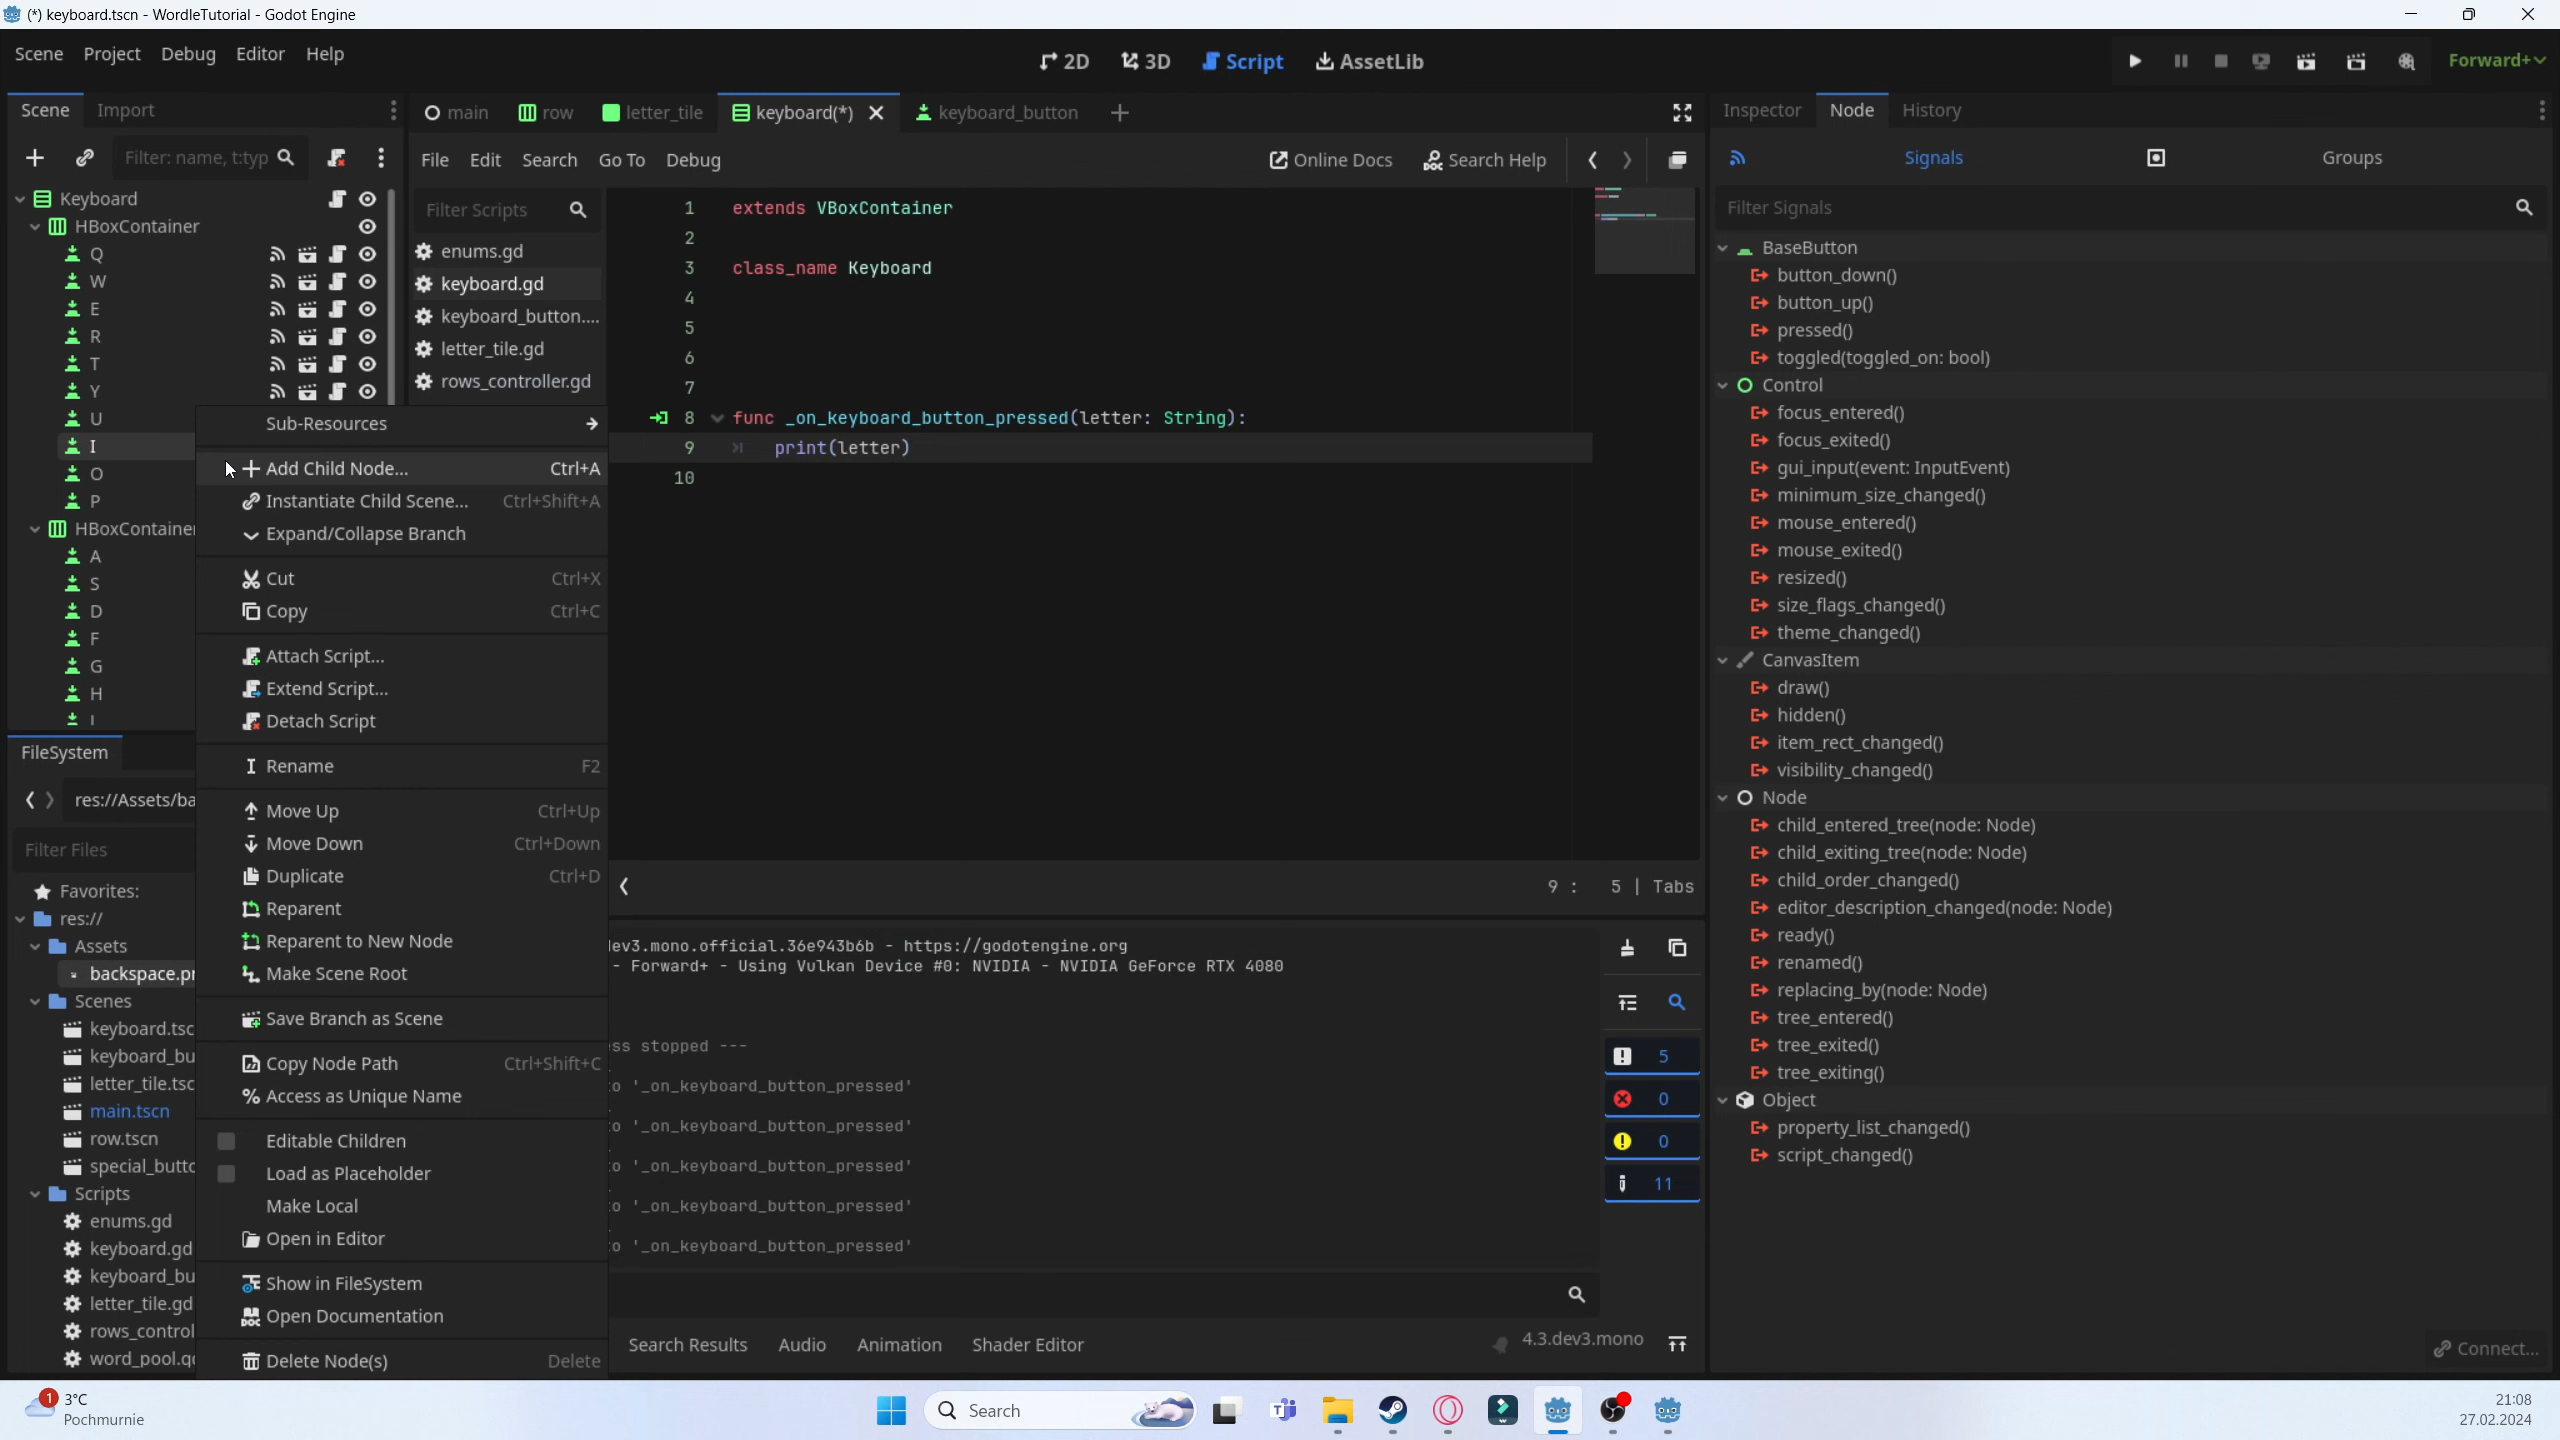 (*) keyboard.tscn - WordleTutorial - Godot Engine
Scene Project Debug Editor Help
2D 3D Script AssetLib
Forward+
Scene Import
main row letter_tile keyboard(*) keyboard_button
Inspector Node History
Filter: name, t:typ
File Edit Search Go To Debug
Online Docs Search Help
Signals Groups
Keyboard
HBoxContainer
Q
W
E
R
T
Y
U
I
O
P
HBoxContainer
A
S
D
F
G
H
Filter Scripts
enums.gd
keyboard.gd
keyboard_button....
letter_tile.gd
rows_controller.gd
1 extends VBoxContainer
2
3 class_name Keyboard
4
5
6
7
8 func _on_keyboard_button_pressed(letter: String):
9 print(letter)
10
Sub-Resources
Add Child Node... Ctrl+A
Instantiate Child Scene... Ctrl+Shift+A
Expand/Collapse Branch
Cut Ctrl+X
Copy Ctrl+C
Attach Script...
Extend Script...
Detach Script
Rename F2
Move Up Ctrl+Up
Move Down Ctrl+Down
Duplicate Ctrl+D
Reparent
Reparent to New Node
Make Scene Root
Save Branch as Scene
Copy Node Path Ctrl+Shift+C
Access as Unique Name
Editable Children
Load as Placeholder
Make Local
Open in Editor
Show in FileSystem
Open Documentation
Delete Node(s) Delete
FileSystem
res://Assets/ba
Filter Files
Favorites:
res://
Assets
backspace.pr
Scenes
keyboard.tsc
keyboard_bu
letter_tile.tsc
main.tscn
row.tscn
special_butto
Scripts
enums.gd
keyboard.gd
keyboard_bu
letter_tile.gd
rows_control
word_pool.gd
9 : 5 | Tabs
ev3.mono.official.36e943b6b - https://godotengine.org
- Forward+ - Using Vulkan Device #0: NVIDIA - NVIDIA GeForce RTX 4080
ss stopped ---
o '_on_keyboard_button_pressed'
o '_on_keyboard_button_pressed'
o '_on_keyboard_button_pressed'
o '_on_keyboard_button_pressed'
o '_on_keyboard_button_pressed'
5
0
0
11
Search Results Audio Animation Shader Editor
4.3.dev3.mono
Filter Signals
BaseButton
button_down()
button_up()
pressed()
toggled(toggled_on: bool)
Control
focus_entered()
focus_exited()
gui_input(event: InputEvent)
minimum_size_changed()
mouse_entered()
mouse_exited()
resized()
size_flags_changed()
theme_changed()
CanvasItem
draw()
hidden()
item_rect_changed()
visibility_changed()
Node
child_entered_tree(node: Node)
child_exiting_tree(node: Node)
child_order_changed()
editor_description_changed(node: Node)
ready()
renamed()
replacing_by(node: Node)
tree_entered()
tree_exited()
tree_exiting()
Object
property_list_changed()
script_changed()
Connect...
1
3°C
Pochmurnie
Search
21:08
27.02.2024